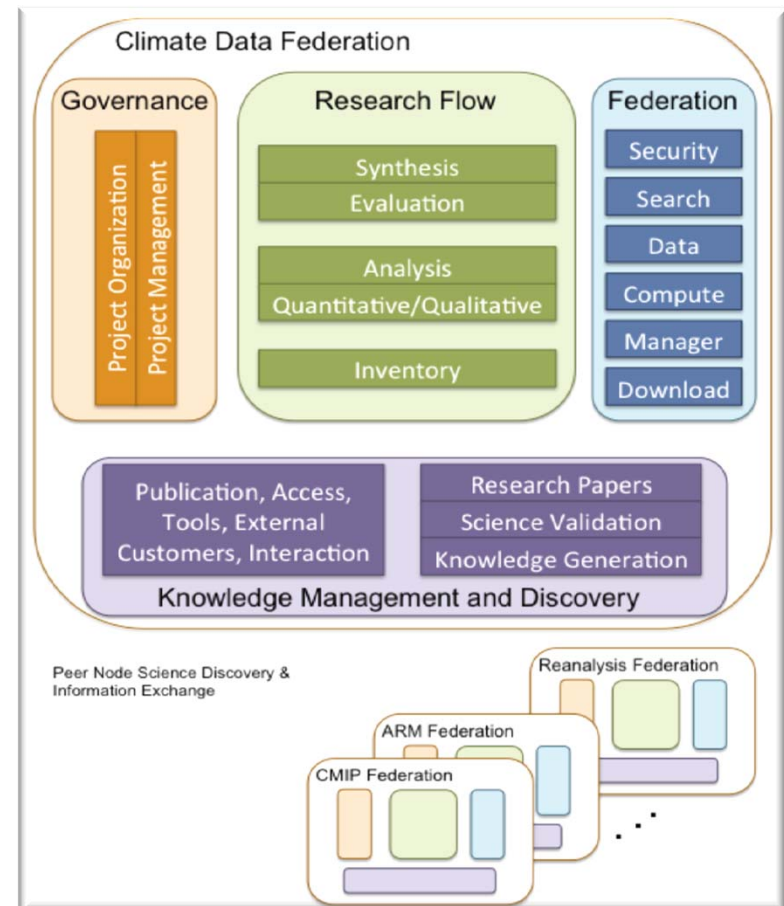 Climate Data Federation
Governance
Project Organization
Project Management
Research Flow
Synthesis
Evaluation
Analysis
Quantitative/Qualitative
Inventory
Federation
Security
Search
Data
Compute
Manager
Download
Publication, Access,
Tools, External
Customers, Interaction
Research Papers
Science Validation
Knowledge Generation
Knowledge Management and Discovery
Peer Node Science Discovery &
Information Exchange
Reanalysis Federation
ARM Federation
CMIP Federation